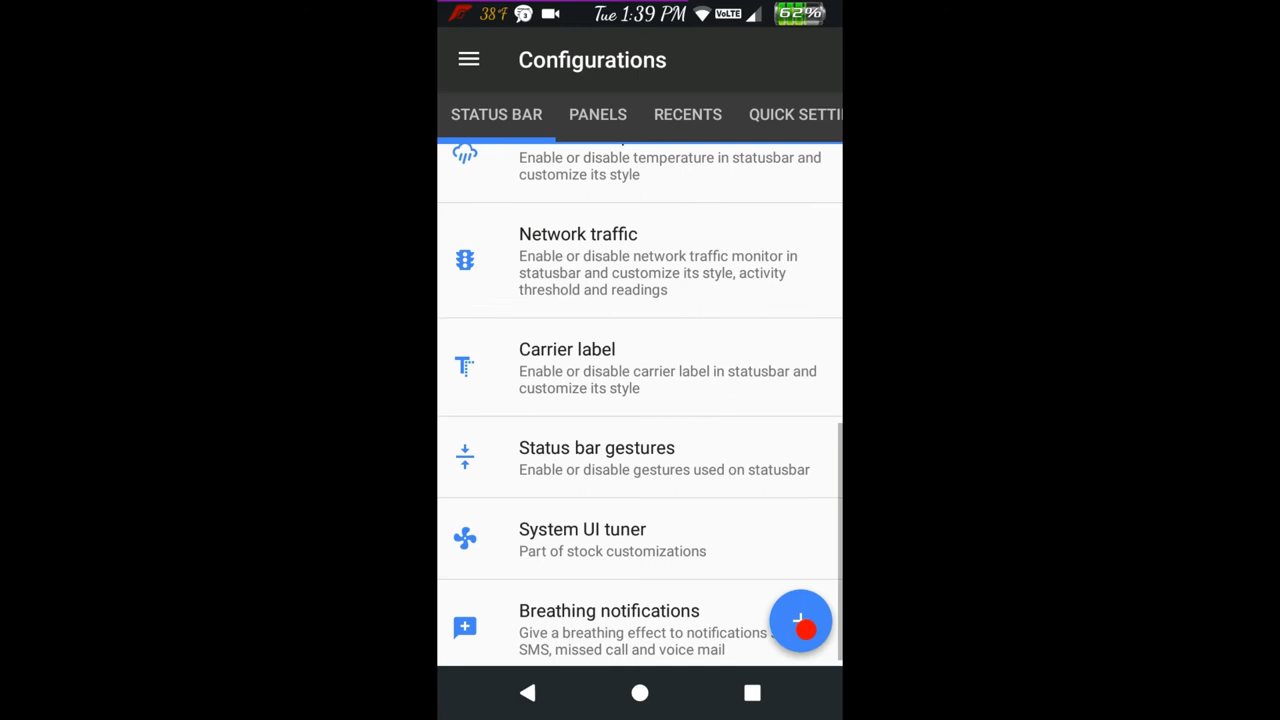 387 3 Tue 1:39 PM VoLTE 62%
Configurations
STATUS BAR PANELS RECENTS QUICK SETTI
Enable or disable temperature in statusbar and
customize its style
Network traffic
Enable or disable network traffic monitor in
statusbar and customize its style, activity
threshold and readings
Carrier label
Enable or disable carrier label in statusbar and
customize its style
Status bar gestures
Enable or disable gestures used on statusbar
System UI tuner
Part of stock customizations
Breathing notifications
Give a breathing effect to notifications
SMS, missed call and voice mail